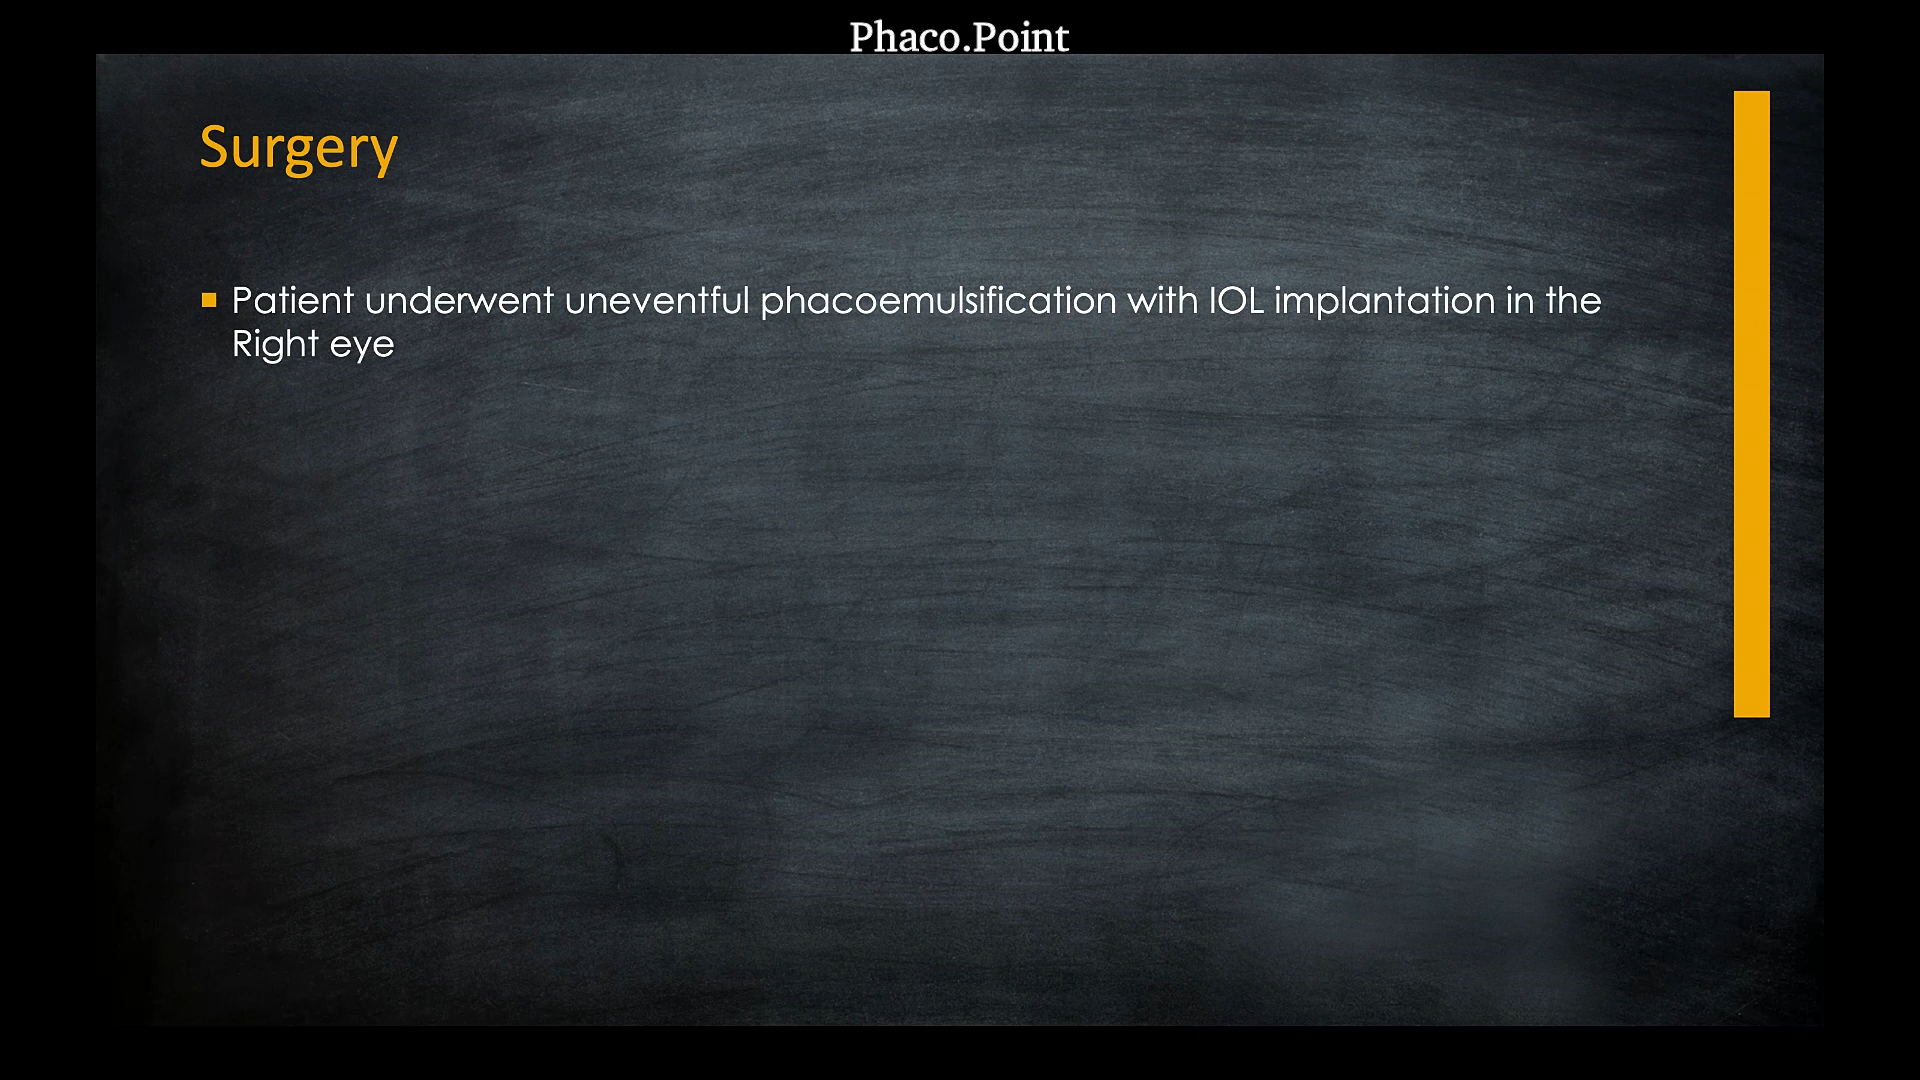 Phaco.Point
Surgery
Patient underwent uneventful phacoemulsification with IOL implantation in the
Right eye